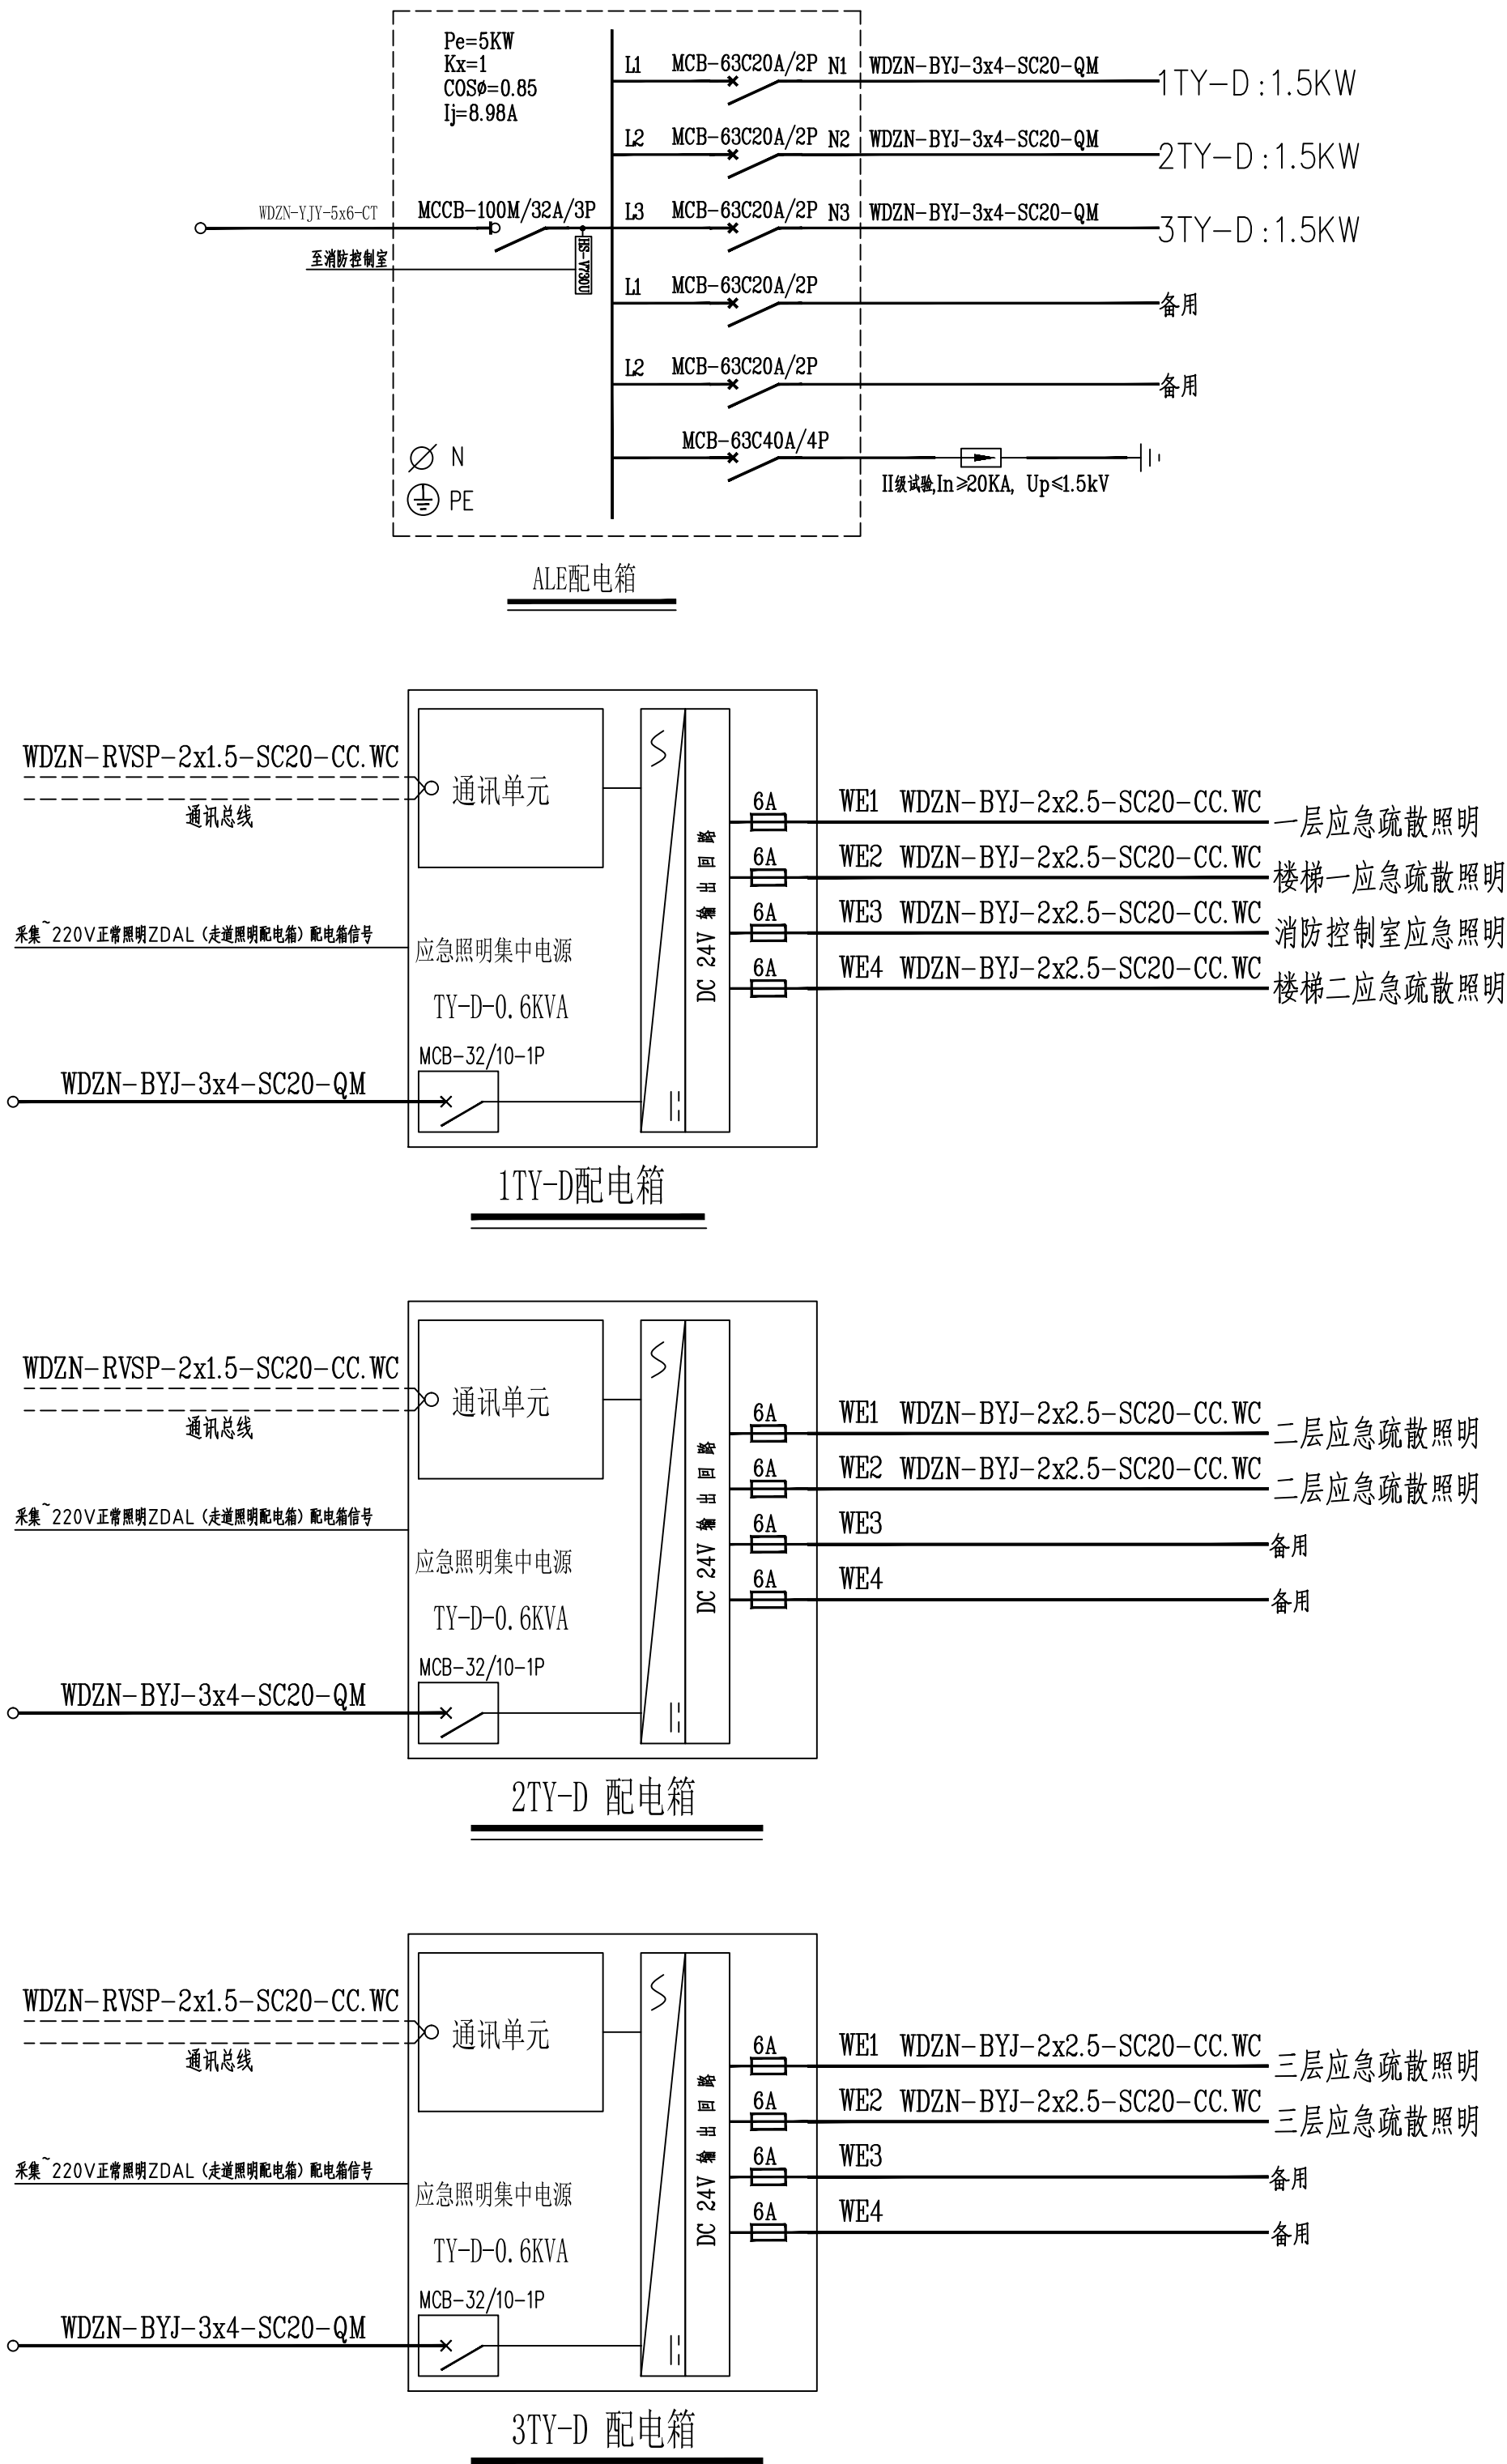 Pe=5KW
Kx=1
COSø=0.85
Ij=8.98A
L1 MCB-63C20A/2P N1 WDZN-BYJ-3x4-SC20-QM 1TY-D:1.5KW
L2 MCB-63C20A/2P N2 WDZN-BYJ-3x4-SC20-QM 2TY-D:1.5KW
WDZN-YJY-5x6-CT MCCB-100M/32A/3P L3 MCB-63C20A/2P N3 WDZN-BYJ-3x4-SC20-QM 3TY-D:1.5KW
至消防控制室 HS-V730U
L1 MCB-63C20A/2P 备用
L2 MCB-63C20A/2P 备用
MCB-63C40A/4P
N
II级试验,In≥20KA, Up≤1.5kV
PE
ALE配电箱
WDZN-RVSP-2x1.5-SC20-CC.WC
通讯总线
通讯单元
采集~220V正常照明ZDAL(走道照明配电箱)配电箱信号
应急照明集中电源
TY-D-0.6KVA
MCB-32/10-1P
WDZN-BYJ-3x4-SC20-QM
DC 24V 输出回路
6A WE1 WDZN-BYJ-2x2.5-SC20-CC.WC 一层应急疏散照明
6A WE2 WDZN-BYJ-2x2.5-SC20-CC.WC 楼梯一应急疏散照明
6A WE3 WDZN-BYJ-2x2.5-SC20-CC.WC 消防控制室应急照明
6A WE4 WDZN-BYJ-2x2.5-SC20-CC.WC 楼梯二应急疏散照明
1TY-D配电箱
WDZN-RVSP-2x1.5-SC20-CC.WC
通讯总线
通讯单元
采集~220V正常照明ZDAL(走道照明配电箱)配电箱信号
应急照明集中电源
TY-D-0.6KVA
MCB-32/10-1P
WDZN-BYJ-3x4-SC20-QM
DC 24V 输出回路
6A WE1 WDZN-BYJ-2x2.5-SC20-CC.WC 二层应急疏散照明
6A WE2 WDZN-BYJ-2x2.5-SC20-CC.WC 二层应急疏散照明
6A WE3 备用
6A WE4 备用
2TY-D 配电箱
WDZN-RVSP-2x1.5-SC20-CC.WC
通讯总线
通讯单元
采集~220V正常照明ZDAL(走道照明配电箱)配电箱信号
应急照明集中电源
TY-D-0.6KVA
MCB-32/10-1P
WDZN-BYJ-3x4-SC20-QM
DC 24V 输出回路
6A WE1 WDZN-BYJ-2x2.5-SC20-CC.WC 三层应急疏散照明
6A WE2 WDZN-BYJ-2x2.5-SC20-CC.WC 三层应急疏散照明
6A WE3 备用
6A WE4 备用
3TY-D 配电箱